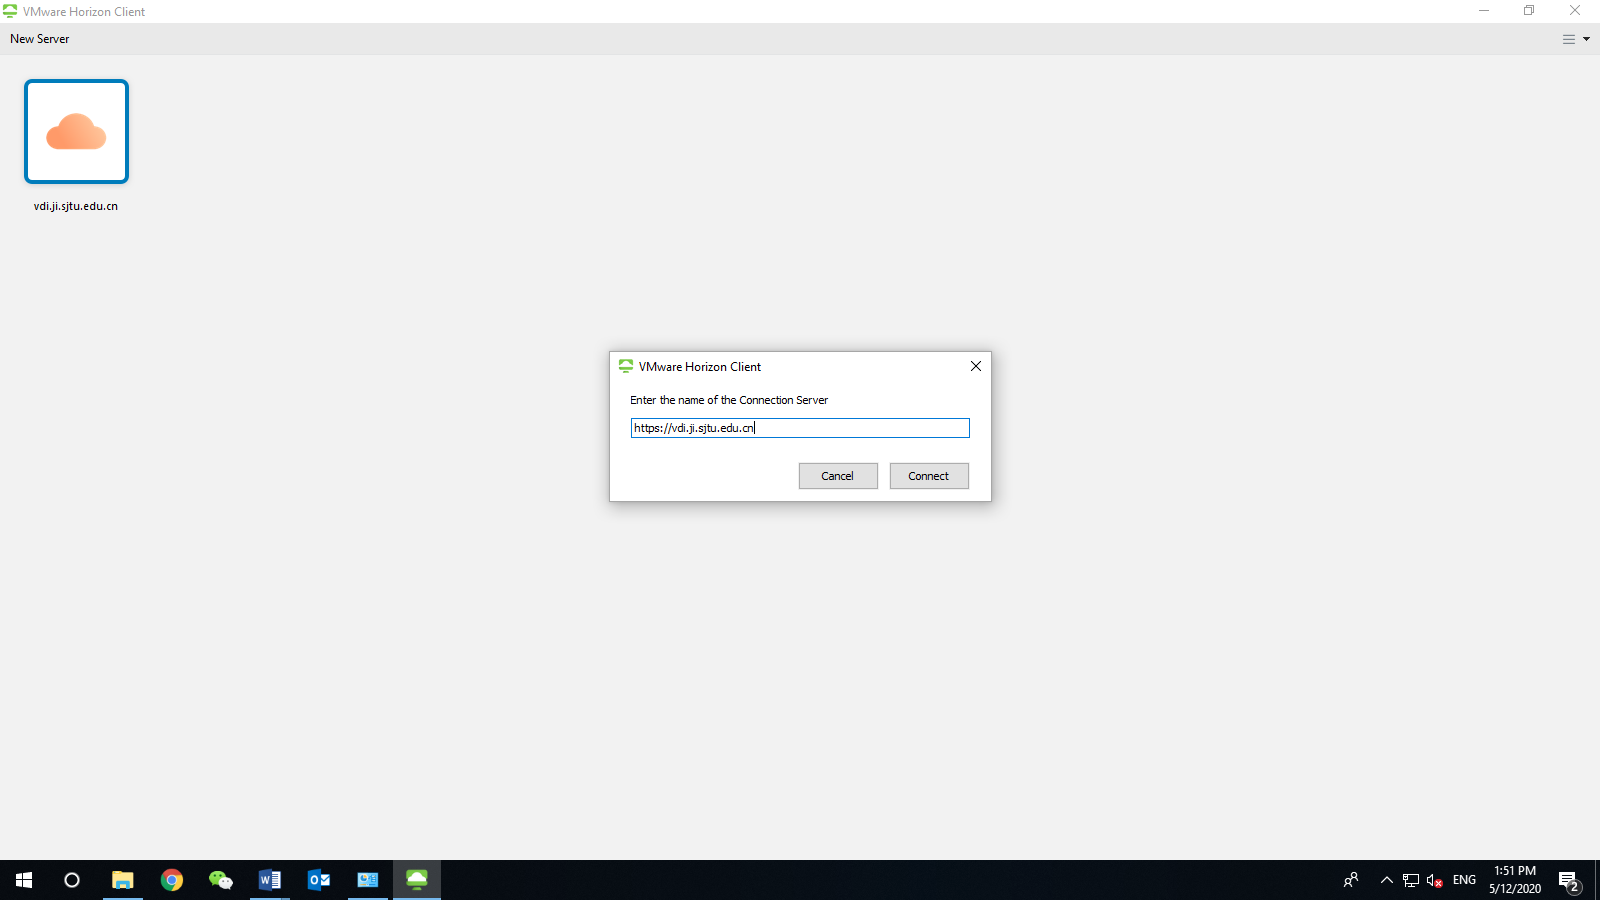 VMware Horizon Client
New Server
vdi.ji.sjtu.edu.cn
VMware Horizon Client
Enter the name of the Connection Server
https://vdi.ji.sjtu.edu.cn
Cancel
Connect
ENG
1:51 PM
5/12/2020
2